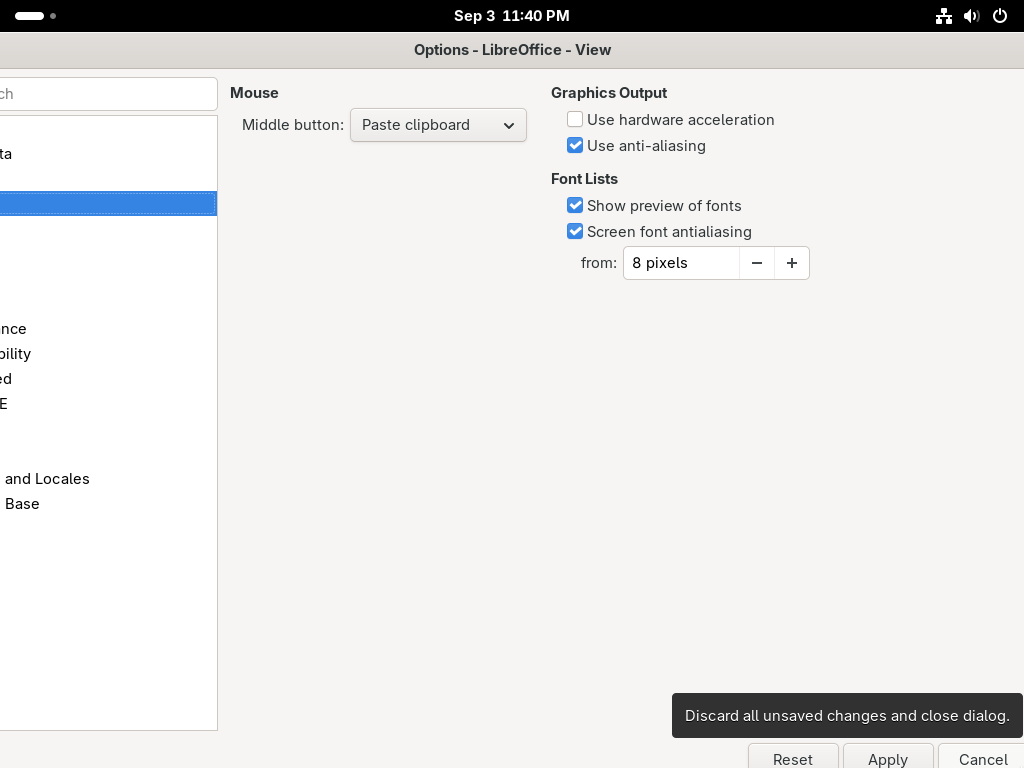 Sep 3 11:40 PM
Options - LibreOffice - View
ch
ta
nce
bility
ed
E
and Locales
Base
Mouse
Middle button: Paste clipboard
Graphics Output
Use hardware acceleration
Use anti-aliasing
Font Lists
Show preview of fonts
Screen font antialiasing
from: 8 pixels
Discard all unsaved changes and close dialog.
Reset Apply Cancel